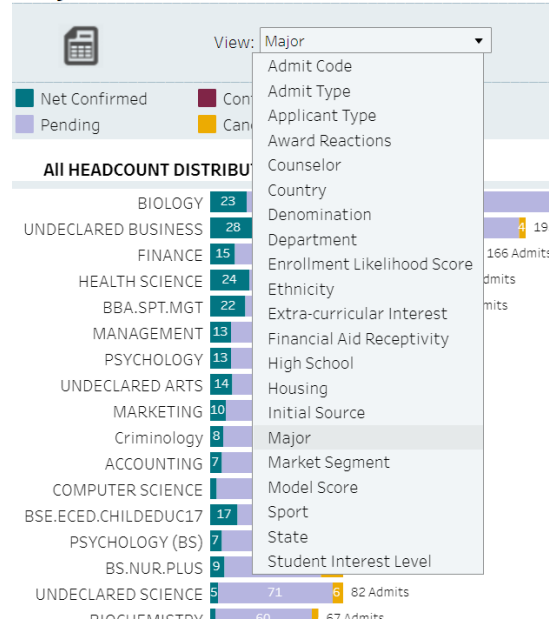 View: Major
Admit Code
Admit Type
Applicant Type
Award Reactions
Counselor
Country
Denomination
Department
Enrollment Likelihood Score
Ethnicity
Extra-curricular Interest
Financial Aid Receptivity
High School
Housing
Initial Source
Major
Market Segment
Model Score
Sport
State
Student Interest Level
Net Confirmed
Pending
All HEADCOUNT
BIOLOGY 23
UNDECLARED BUSINESS 28 4
FINANCE 15 166 Admits
HEALTH SCIENCE 24
BBA.SPT.MGT 22
MANAGEMENT 13
PSYCHOLOGY 13
UNDECLARED ARTS 14
MARKETING 10
Criminology 8
ACCOUNTING 7
COMPUTER SCIENCE
BSE.ECED.CHILDEDUC17 17
PSYCHOLOGY (BS) 7
BS.NUR.PLUS 9
UNDECLARED SCIENCE 5 71 6 82 Admits
BIOCHEMISTRY 60 67 Admits